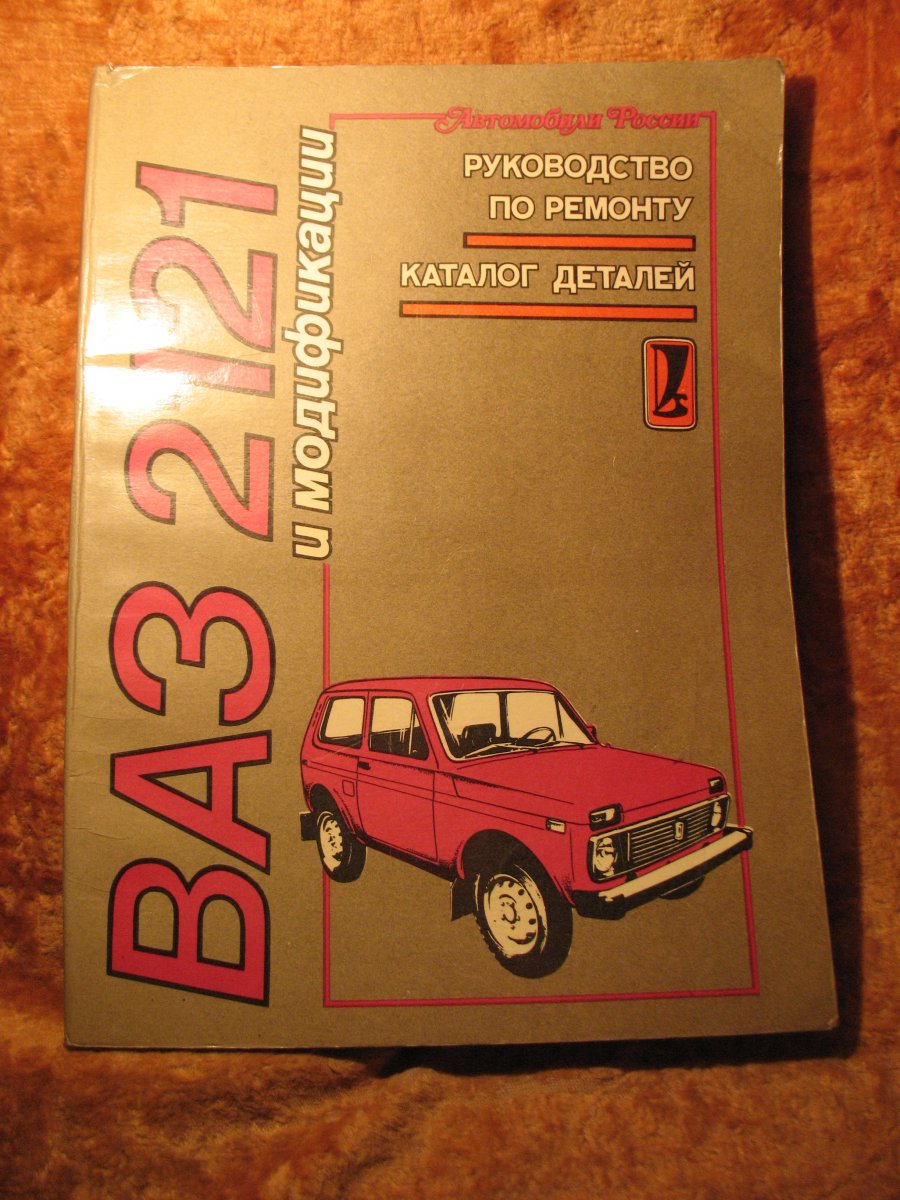 Автомобили России
РУКОВОДСТВО
ПО РЕМОНТУ
КАТАЛОГ ДЕТАЛЕЙ
ВАЗ 2121
и модификации